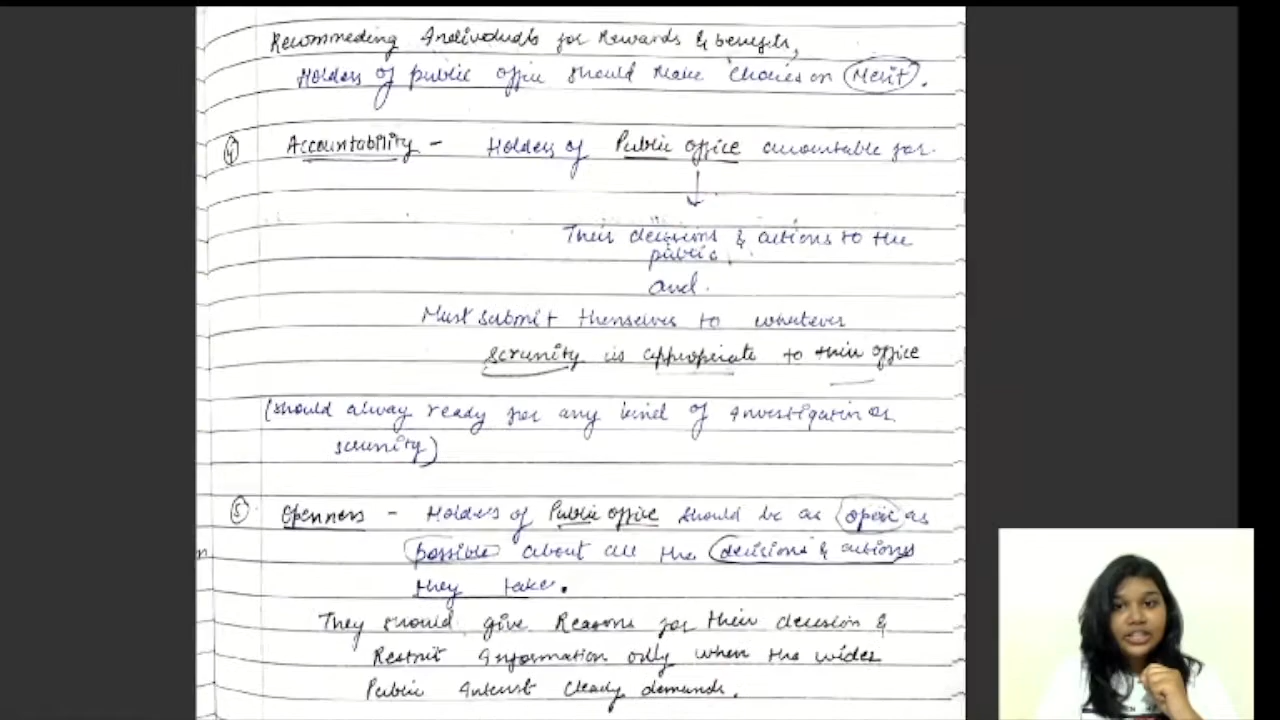 Recommeding Individuals for Rewards & benefits,
Holders of public office should Make Choices on Merit.
④ Accountability - Holders of Public office accountable for.
↓
Their decisions & actions to the
public.
and.
Must submit themselves to whatever
scrunity is appropriate to their office
(should alway ready for any kind of Investigation or
scrunity)
⑤ Openness - Holders of Public office should be as open as
possible about all the decisions & actions
they take.
They should give Reasons for their decision &
Restrict Information only when the wider
Public Interest Clearly demands.